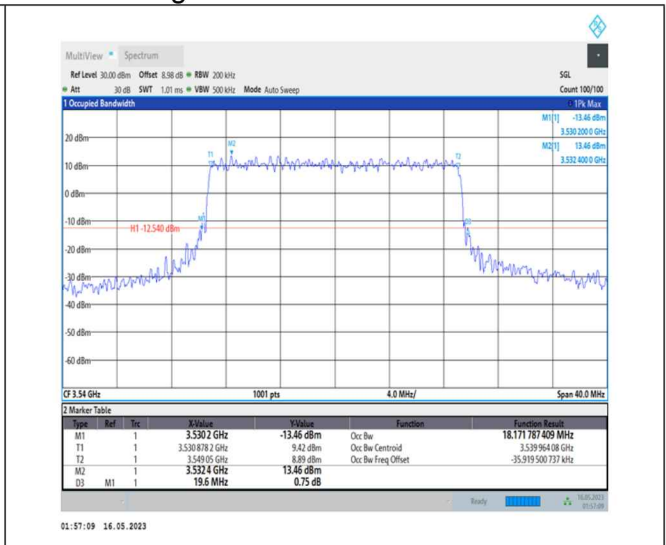 MultiView Spectrum
Ref Level 30.00 dBm Offset 8.98 dB RBW 200 kHz SGL
Att 30 dB SWT 1.01 ms VBW 500 kHz Mode Auto Sweep Count 100/100
1 Occupied Bandwidth 1Pk Max
M1[1] -13.46 dBm
3.530 200 0 GHz
M2[1] 13.46 dBm
3.532 400 0 GHz
20 dBm
M2
T1 T2
10 dBm
0 dBm
-10 dBm
M1
H1 -12.540 dBm
-20 dBm
-30 dBm
-40 dBm
-50 dBm
-60 dBm
CF 3.54 GHz 1001 pts 4.0 MHz/ Span 40.0 MHz
2 Marker Table
Type Ref Trc X-Value Y-Value Function Function Result
M1 1 3.530 2 GHz -13.46 dBm Occ Bw 18.171 787 409 MHz
T1 1 3.530 878 2 GHz 9.42 dBm Occ Bw Centroid 3.539 964 08 GHz
T2 1 3.549 05 GHz 8.89 dBm Occ Bw Freq Offset -35.919 500 737 kHz
M2 1 3.532 4 GHz 13.46 dBm
D3 M1 1 19.6 MHz 0.75 dB
Ready 16.05.2023
01:57:09
01:57:09 16.05.2023